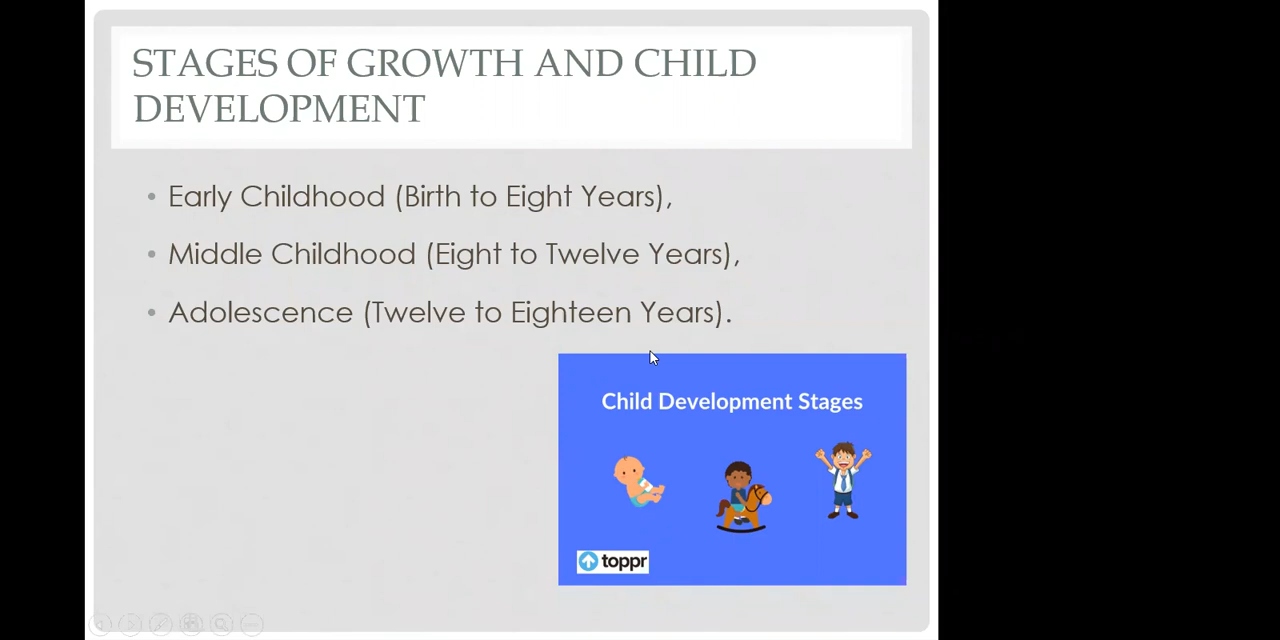 STAGES OF GROWTH AND CHILD
DEVELOPMENT
• Early Childhood (Birth to Eight Years),
• Middle Childhood (Eight to Twelve Years),
• Adolescence (Twelve to Eighteen Years).
Child Development Stages
toppr